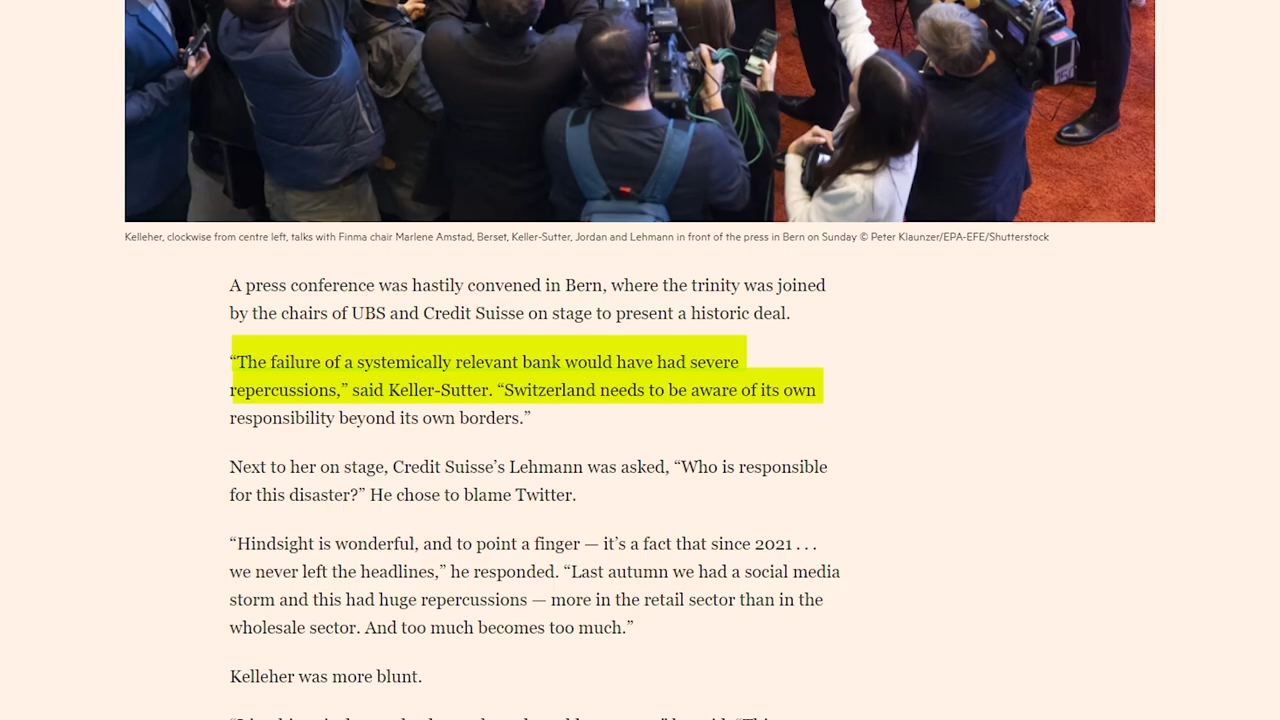 Kelleher, clockwise from centre left, talks with Finma chair Marlene Amstad, Berset, Keller-Sutter, Jordan and Lehmann in front of the press in Bern on Sunday © Peter Klaunzer/EPA-EFE/Shutterstock
A press conference was hastily convened in Bern, where the trinity was joined
by the chairs of UBS and Credit Suisse on stage to present a historic deal.
“The failure of a systemically relevant bank would have had severe
repercussions,” said Keller-Sutter. “Switzerland needs to be aware of its own
responsibility beyond its own borders.”
Next to her on stage, Credit Suisse’s Lehmann was asked, “Who is responsible
for this disaster?” He chose to blame Twitter.
“Hindsight is wonderful, and to point a finger — it’s a fact that since 2021 . . .
we never left the headlines,” he responded. “Last autumn we had a social media
storm and this had huge repercussions — more in the retail sector than in the
wholesale sector. And too much becomes too much.”
Kelleher was more blunt.